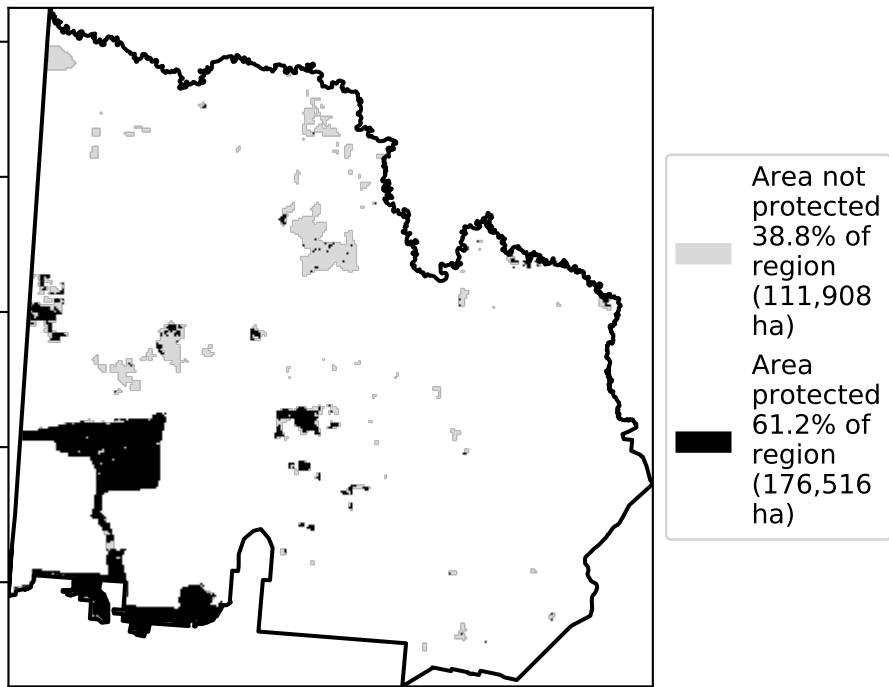 Area not
protected
38.8% of
region
(111,908
ha)
Area
protected
61.2% of
region
(176,516
ha)